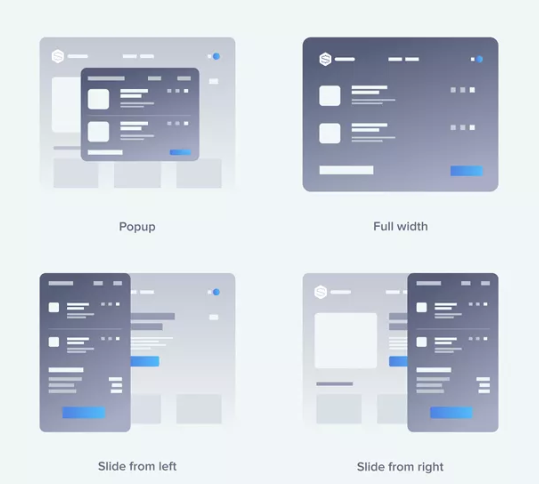 Popup
Full width
Slide from left
Slide from right